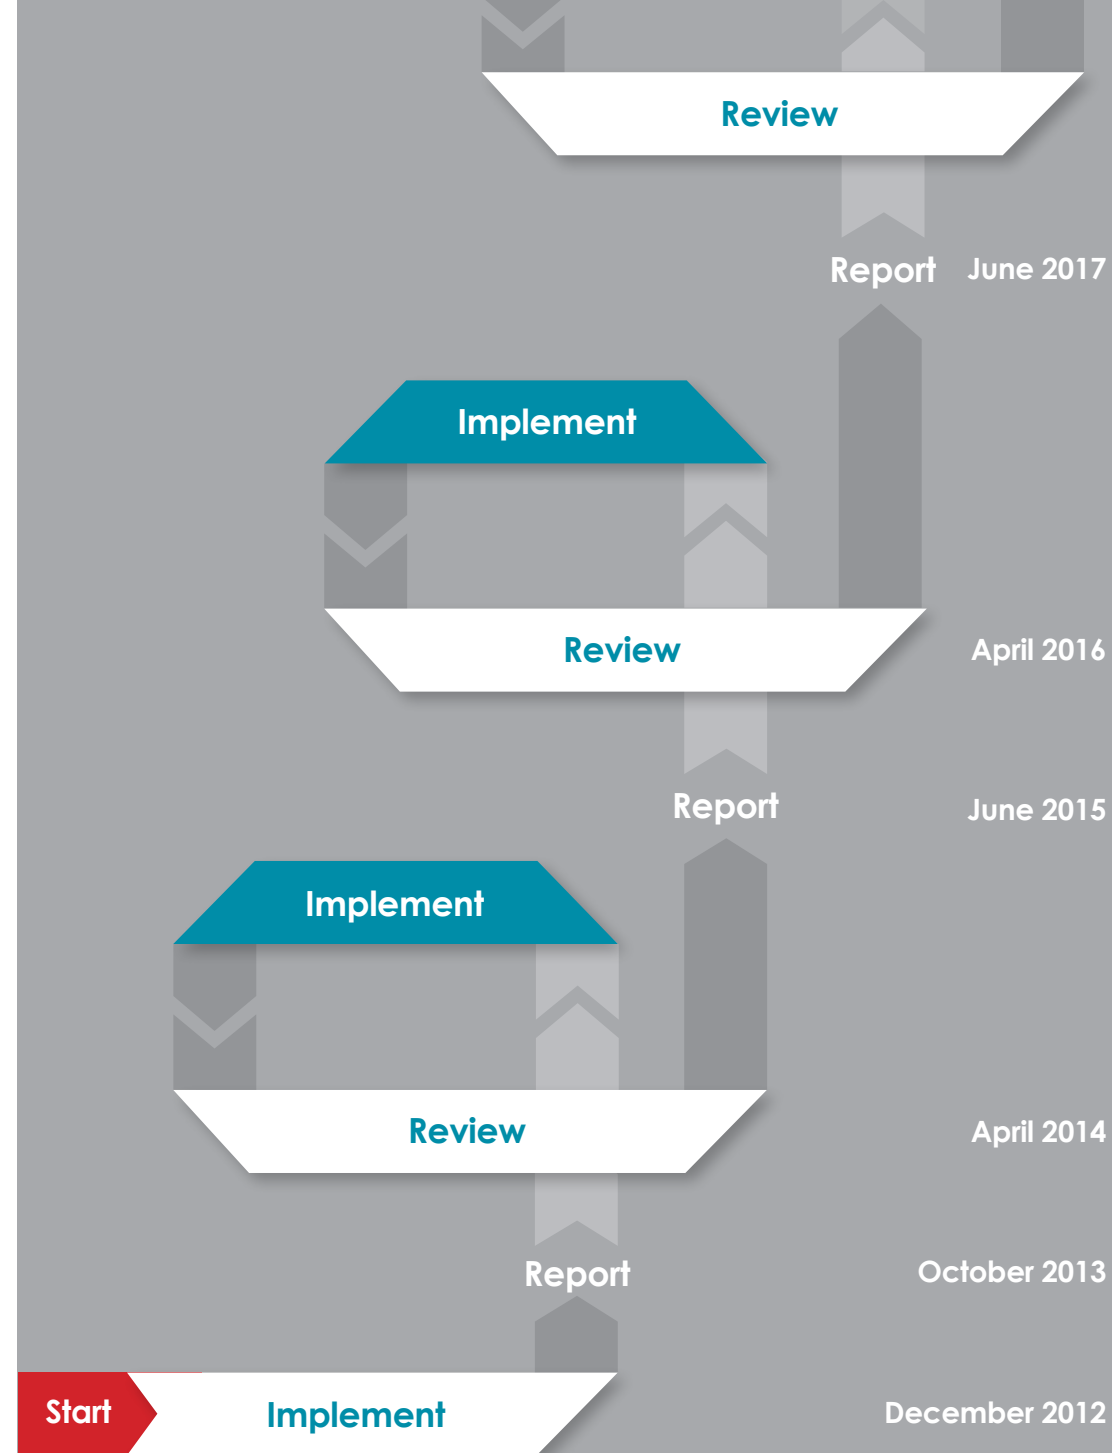 Review
Report June 2017
Implement
Review April 2016
Report June 2015
Implement
Review April 2014
Report October 2013
Start Implement December 2012